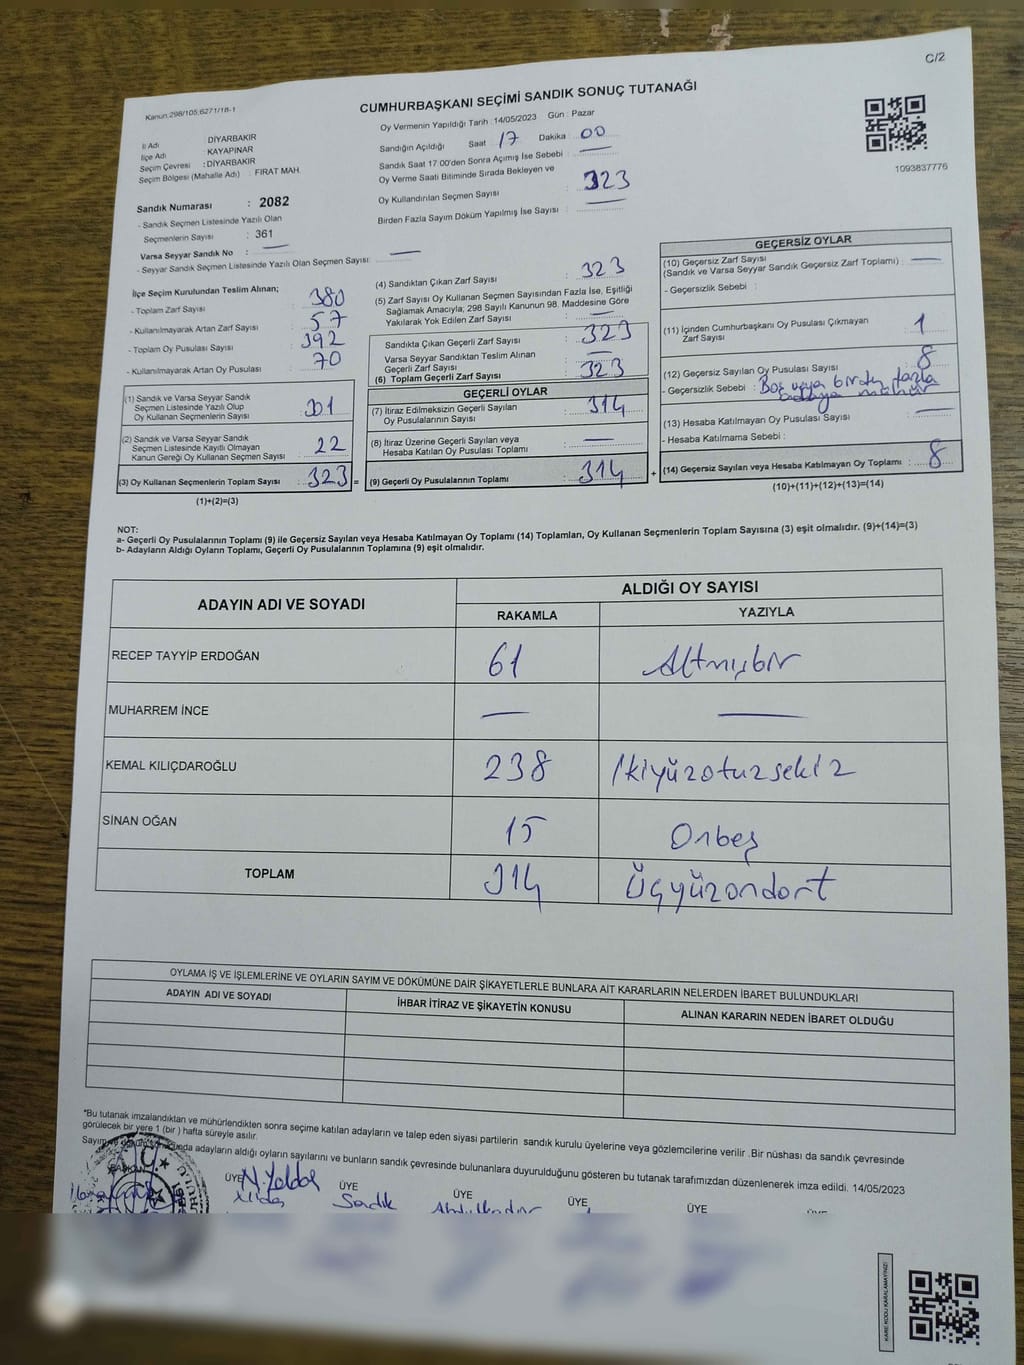 C/2
Kanun:298/105;6271/18-1
CUMHURBAŞKANI SEÇİMİ SANDIK SONUÇ TUTANAĞI
Oy Vermenin Yapıldığı Tarih :14/05/2023 Gün : Pazar
Sandığın Açıldığı Saat 17 Dakika : 00
Sandık Saat 17:00'den Sonra Açılmış İse Sebebi : —
Oy Verme Saati Bitiminde Sırada Bekleyen ve
Oy Kullandırılan Seçmen Sayısı : 323
Birden Fazla Sayım Döküm Yapılmış İse Sayısı : —
1093837776
İl Adı : DİYARBAKIR
İlçe Adı : KAYAPINAR
Seçim Çevresi : DİYARBAKIR
Seçim Bölgesi (Mahalle Adı) : FIRAT MAH.
Sandık Numarası : 2082
- Sandık Seçmen Listesinde Yazılı Olan
Seçmenlerin Sayısı : 361
Varsa Seyyar Sandık No : —
- Seyyar Sandık Seçmen Listesinde Yazılı Olan Seçmen Sayısı: —
İlçe Seçim Kurulundan Teslim Alınan;
- Toplam Zarf Sayısı : 380
- Kullanılmayarak Artan Zarf Sayısı : 57
- Toplam Oy Pusulası Sayısı : 392
- Kullanılmayarak Artan Oy Pusulası : 70
(1) Sandık ve Varsa Seyyar Sandık
Seçmen Listesinde Yazılı Olup
Oy Kullanan Seçmenlerin Sayısı : 301
(2) Sandık ve Varsa Seyyar Sandık
Seçmen Listesinde Kayıtlı Olmayan
Kanun Gereği Oy Kullanan Seçmen Sayısı : 22
(3) Oy Kullanan Seçmenlerin Toplam Sayısı : 323 =
(1)+(2)=(3)
(4) Sandıktan Çıkan Zarf Sayısı : 323
(5) Zarf Sayısı Oy Kullanan Seçmen Sayısından Fazla İse, Eşitliği
Sağlamak Amacıyla; 298 Sayılı Kanunun 98. Maddesine Göre
Yakılarak Yok Edilen Zarf Sayısı : —
Sandıkta Çıkan Geçerli Zarf Sayısı : 323
Varsa Seyyar Sandıktan Teslim Alınan
Geçerli Zarf Sayısı : —
(6) Toplam Geçerli Zarf Sayısı : 323
GEÇERLİ OYLAR
(7) İtiraz Edilmeksizin Geçerli Sayılan
Oy Pusulası Sayısı : 314
(8) İtiraz Üzerine Geçerli Sayılan veya
Hesaba Katılan Oy Pusulası Toplamı : —
(9) Geçerli Oy Pusulalarının Toplamı : 314 +
GEÇERSİZ OYLAR
(10) Geçersiz Zarf Sayısı
(Sandık ve Varsa Seyyar Sandık Geçersiz Zarf Toplamı) : —
- Geçersizlik Sebebi :
(11) İçinden Cumhurbaşkanı Oy Pusulası Çıkmayan
Zarf Sayısı : 1
(12) Geçersiz Sayılan Oy Pusulası Sayısı : 8
- Geçersizlik Sebebi : Boş veya birden fazla
adaya mühür
(13) Hesaba Katılmayan Oy Pusulası Sayısı : —
- Hesaba Katılmama Sebebi :
(14) Geçersiz Sayılan veya Hesaba Katılmayan Oy Toplamı : 8
(10)+(11)+(12)+(13)=(14)
NOT:
a- Geçerli Oy Pusulalarının Toplamı (9) ile Geçersiz Sayılan veya Hesaba Katılmayan Oy Toplamı (14) Toplamları, Oy Kullanan Seçmenlerin Toplam Sayısına (3) eşit olmalıdır. (9)+(14)=(3)
b- Adayların Aldığı Oyların Toplamı, Geçerli Oy Pusulalarının Toplamına (9) eşit olmalıdır.
ADAYIN ADI VE SOYADI
ALDIĞI OY SAYISI
RAKAMLA YAZIYLA
RECEP TAYYİP ERDOĞAN 61 Altmışbir
MUHARREM İNCE — —
KEMAL KILIÇDAROĞLU 238 İkiyüzotuzsekiz
SİNAN OĞAN 15 Onbeş
TOPLAM 314 Üçyüzondört
OYLAMA İŞ VE İŞLEMLERİNE VE OYLARIN SAYIM VE DÖKÜMÜNE DAİR ŞİKAYETLERLE BUNLARA AİT KARARLARIN NELERDEN İBARET BULUNDUKLARI
ADAYIN ADI VE SOYADI İHBAR İTİRAZ VE ŞİKAYETİN KONUSU ALINAN KARARIN NEDEN İBARET OLDUĞU
*Bu tutanak imzalandıktan ve mühürlendikten sonra seçime katılan adayların ve talep eden siyasi partilerin sandık kurulu üyelerine veya gözlemcilerine verilir .Bir nüshası da sandık çevresinde
görülecek bir yere 1 (bir ) hafta süreyle asılır.
adayların aldığı oyların sayılarını ve bunların sandık çevresinde bulunanlara duyurulduğunu gösteren bu tutanak tarafımızdan düzenlenerek imza edildi. 14/05/2023
ÜYE ÜYE ÜYE ÜYE ÜYE
Sadık Abdulkadir
KARE KODU KARALAMAYINIZ!